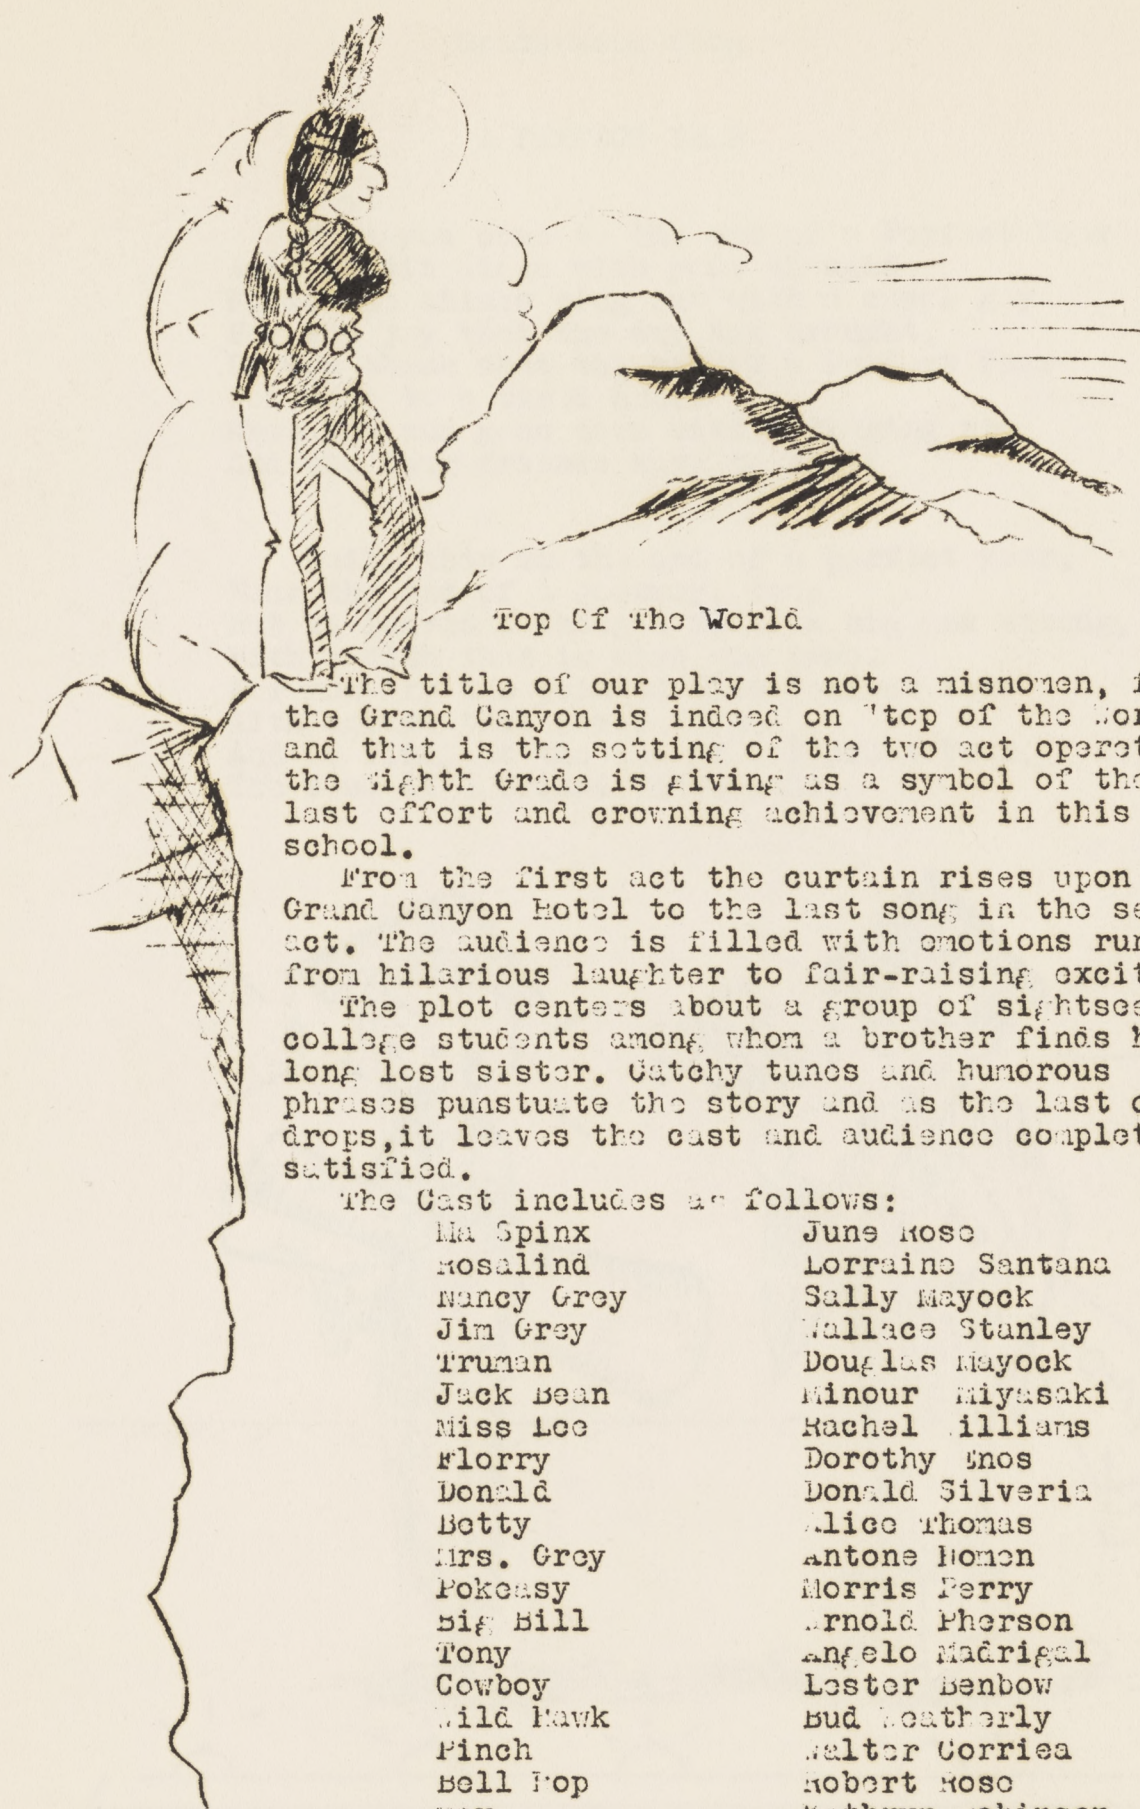 Top Of The World
The title of our play is not a misnomen,
the Grand Canyon is indeed on "top of the
and that is the setting of the two act
the Eighth Grade is giving as a symbol of the
last effort and crowning achievement in this
school.
From the first act the curtain rises upon
Grand Canyon Hotel to the last song in the
act. The audience is filled with emotions
from hilarious laughter to fair-raising
The plot centers about a group of
college students among whom a brother finds
long lost sister. Catchy tunes and humorous
phrases punstuate the story and as the last
drops,it leaves the cast and audience
satisfied.
The Cast includes as follows:
Ma Spinx June Rose
Rosalind Lorraine Santana
Nancy Grey Sally Mayock
Jim Grey Wallace Stanley
Truman Douglas Mayock
Jack Bean Minour Miyasaki
Miss Lee Rachel Williams
Florry Dorothy Enos
Donald Donald Silveria
Betty Alice Thomas
Mrs. Grey Antone Homen
Pokeasy Morris Perry
Big Bill Arnold Pherson
Tony Angelo Madrigal
Cowboy Lester Benbow
Wild Hawk Bud Weatherly
Pinch Walter Corriea
Bell Hop Robert Rose